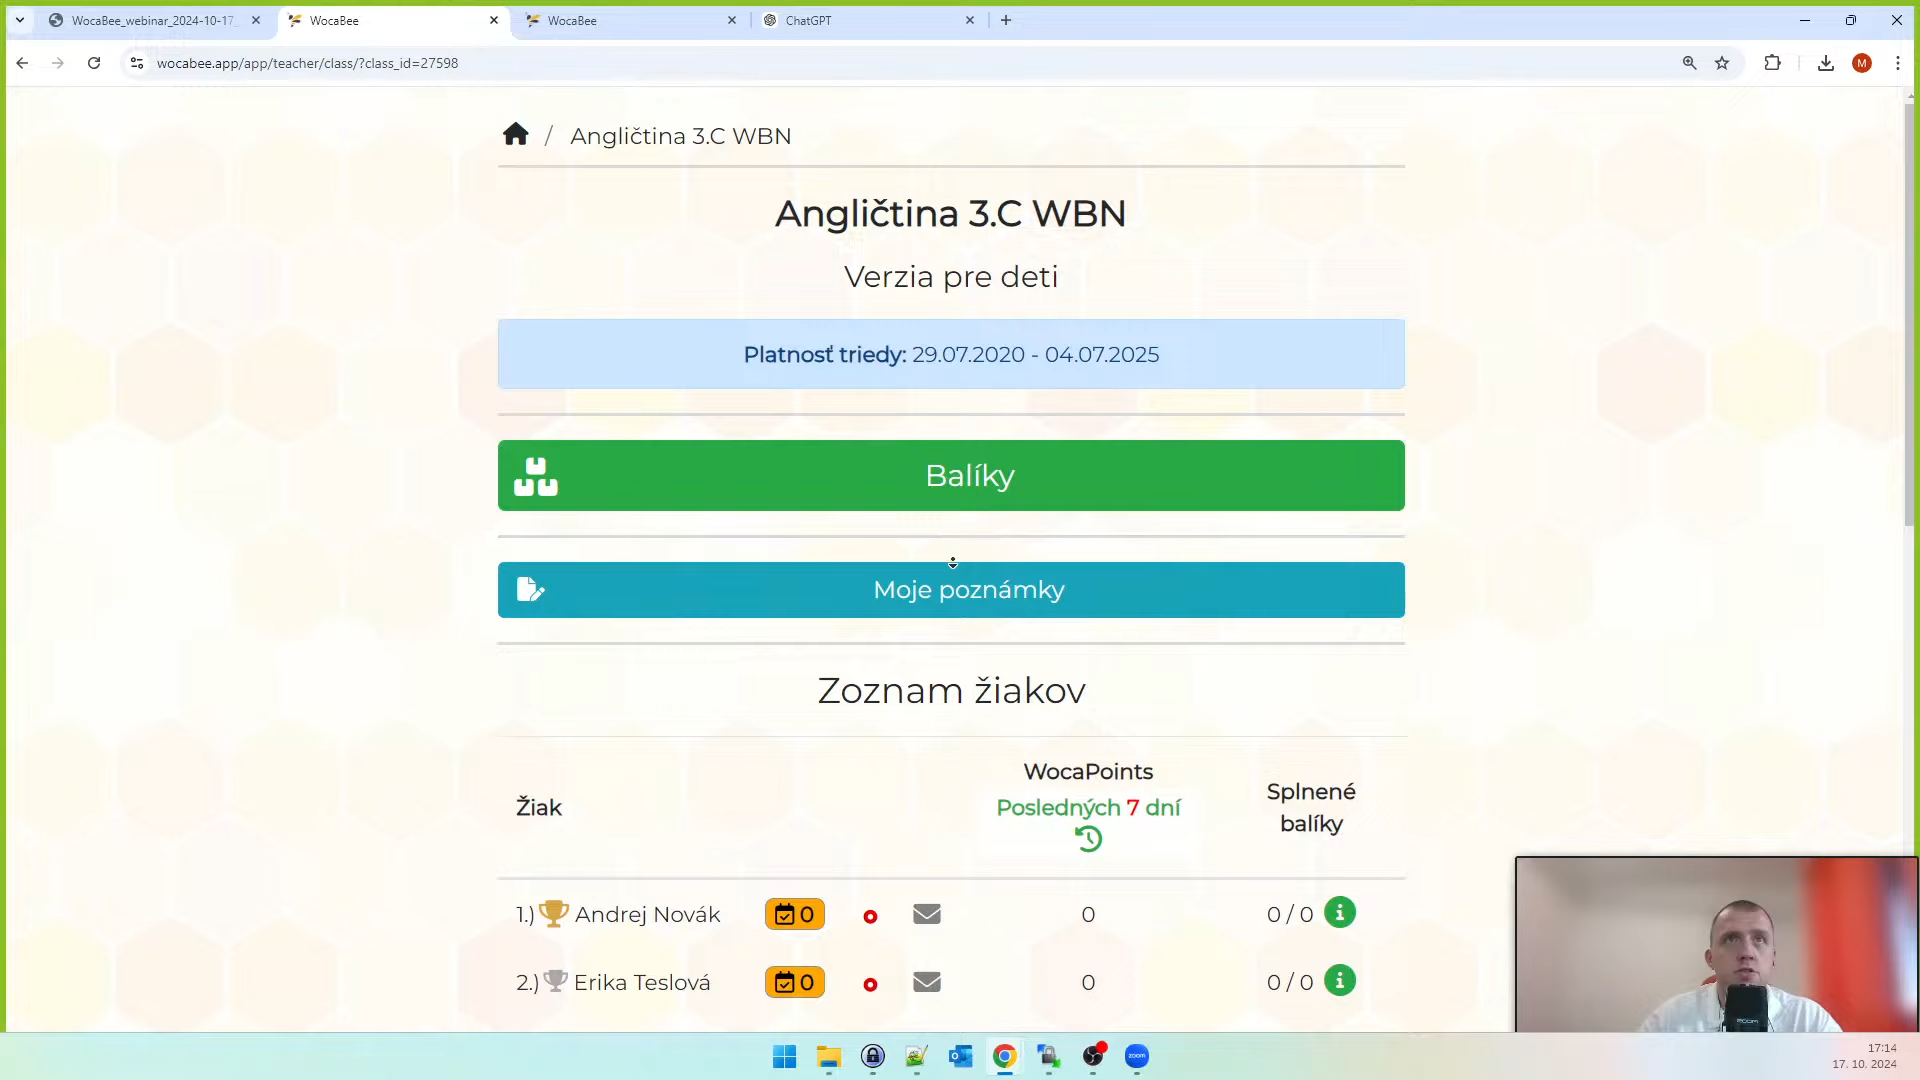 WocaBee_webinar_2024-10-17_
WocaBee
WocaBee
ChatGPT
wocabee.app/app/teacher/class/?class_id=27598
M
/ Angličtina 3.C WBN
Angličtina 3.C WBN
Verzia pre deti
Platnosť triedy: 29.07.2020 - 04.07.2025
Balíky
Moje poznámky
Zoznam žiakov
Žiak
WocaPoints
Posledných 7 dní
Splnené
balíky
1.) Andrej Novák 0 0 0 / 0
2.) Erika Teslová 0 0 0 / 0
zoom
zoom
17:14
17. 10. 2024